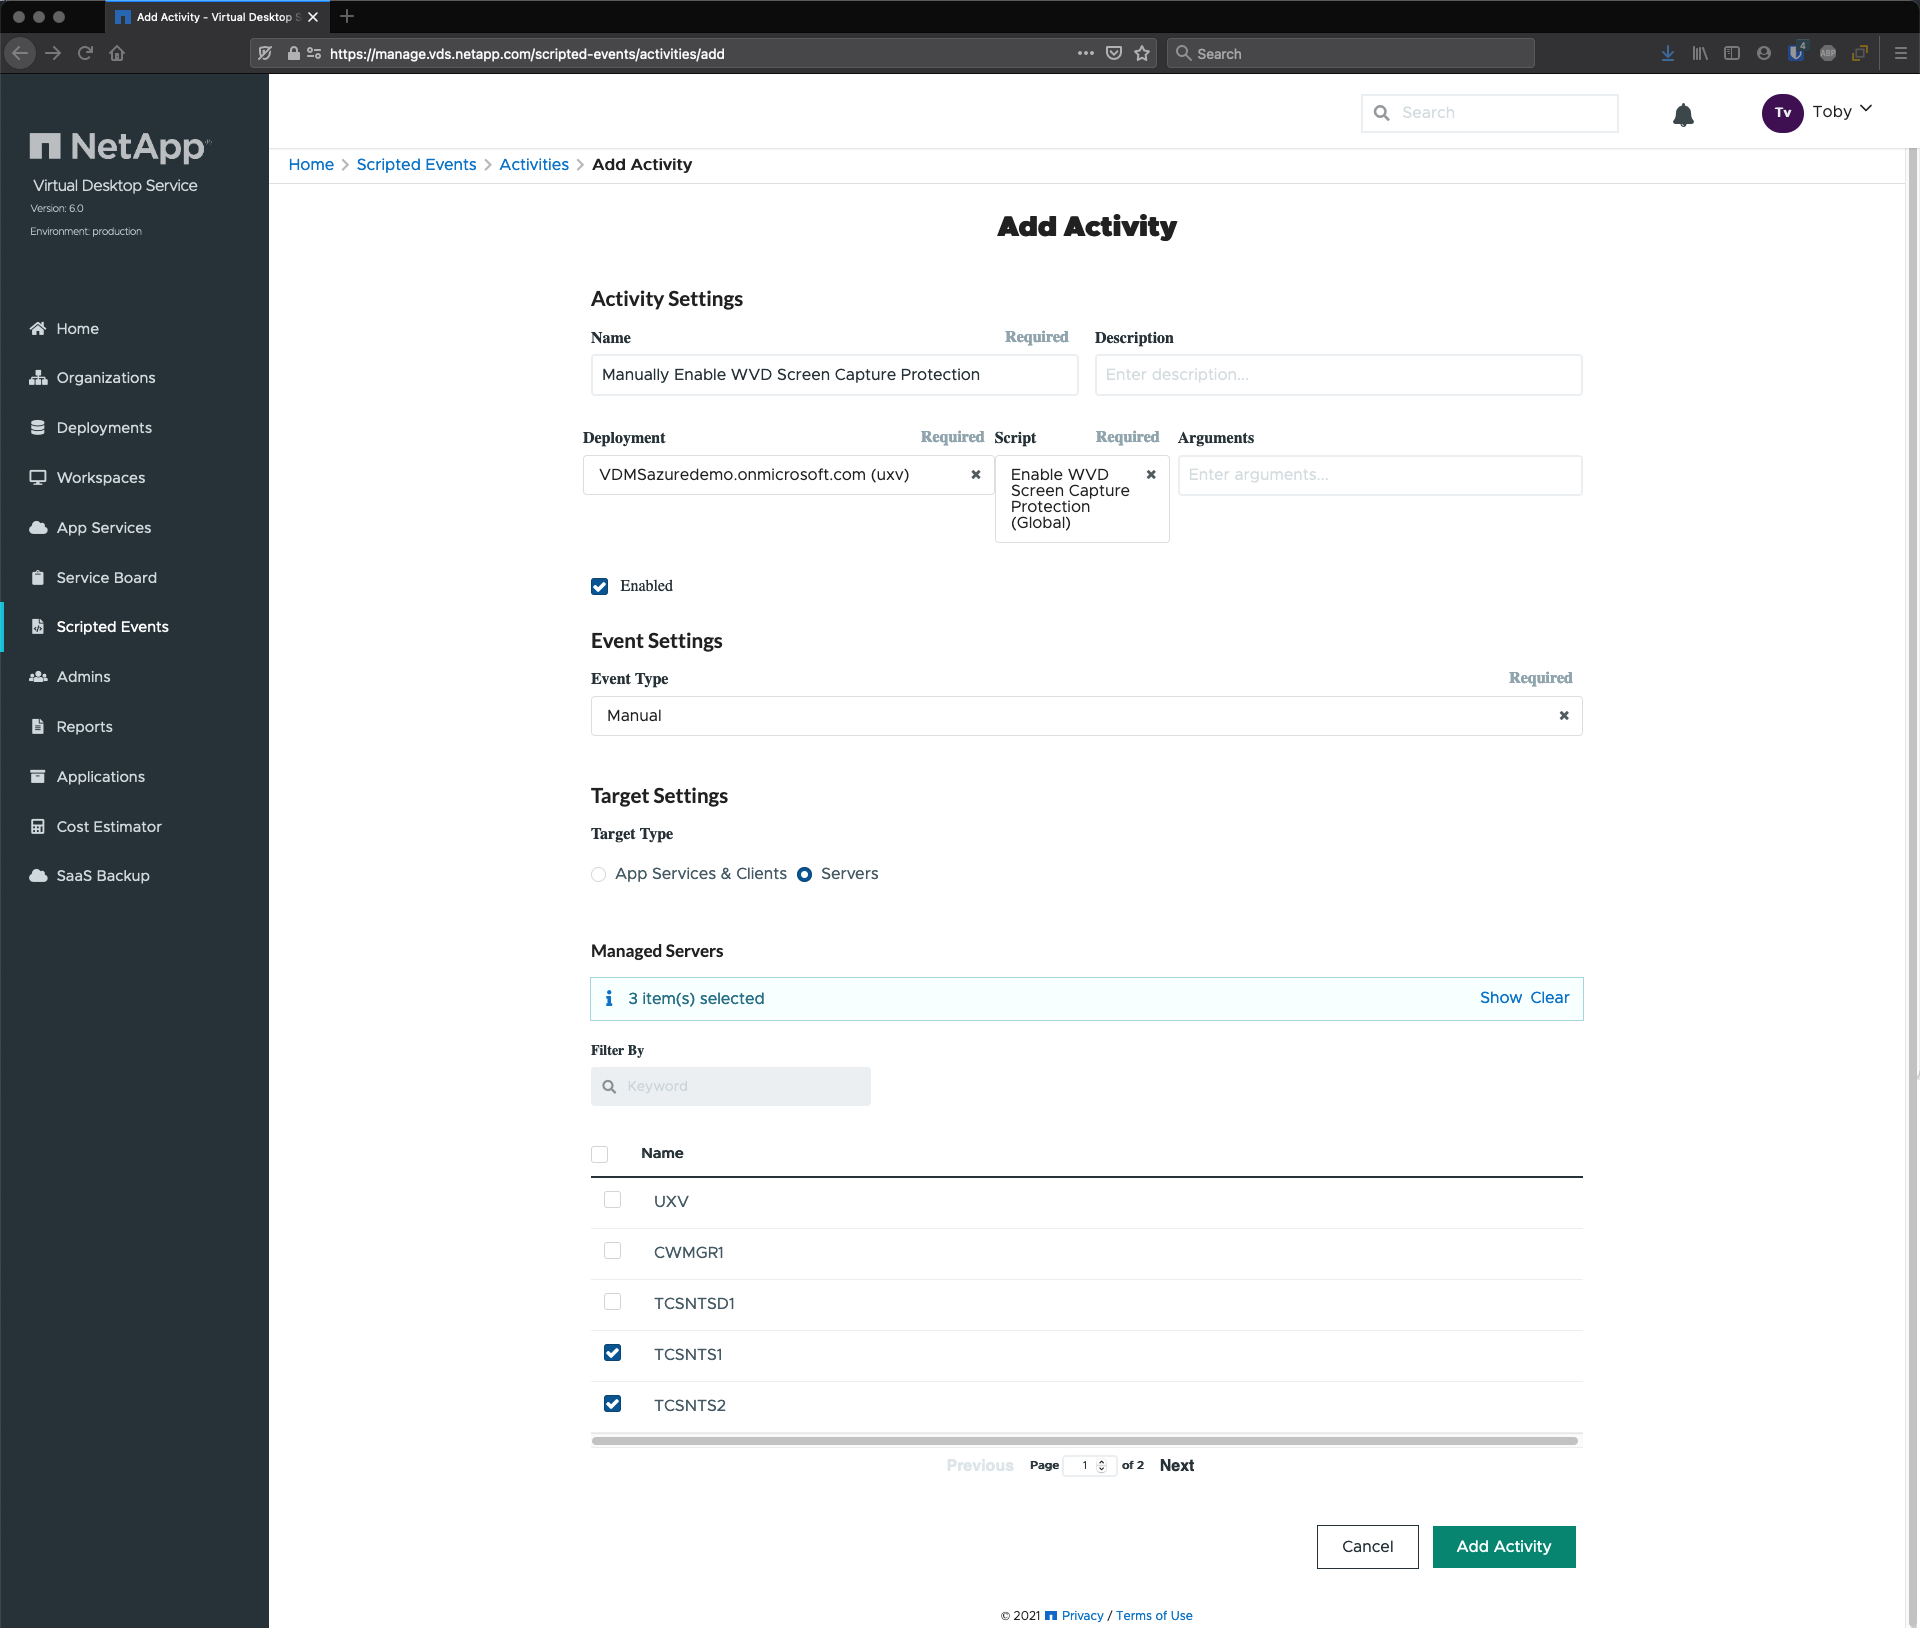 Add Activity - Virtual Desktop S
https://manage.vds.netapp.com/scripted-events/activities/add
Search
4
ABP
NetApp
Virtual Desktop Service
Version: 6.0
Environment: production
Home
Organizations
Deployments
Workspaces
App Services
Service Board
Scripted Events
Admins
Reports
Applications
Cost Estimator
SaaS Backup
Search
Tv
Toby
Home > Scripted Events > Activities > Add Activity
Add Activity
Activity Settings
Name Required Description
Manually Enable WVD Screen Capture Protection
Enter description...
Deployment Required Script Required Arguments
VDMSazuredemo.onmicrosoft.com (uxv)
Enable WVD
Screen Capture
Protection
(Global)
Enter arguments...
Enabled
Event Settings
Event Type Required
Manual
Target Settings
Target Type
App Services & Clients Servers
Managed Servers
3 item(s) selected Show Clear
Filter By
Keyword
Name
UXV
CWMGR1
TCSNTSD1
TCSNTS1
TCSNTS2
Previous Page 1 of 2 Next
Cancel Add Activity
© 2021 Privacy / Terms of Use